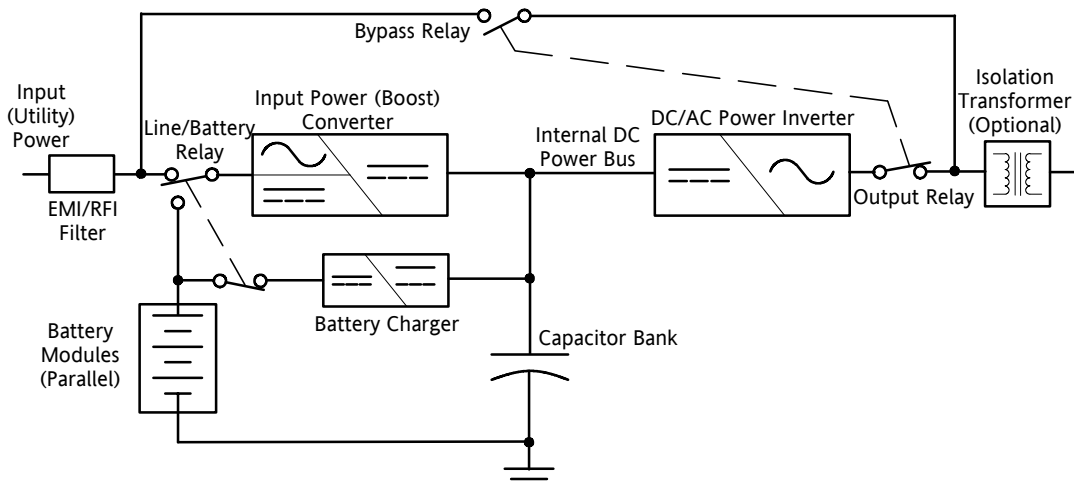 Bypass Relay
Input
(Utility)
Power
Line/Battery
Relay
Input Power (Boost)
Converter
Internal DC
Power Bus
DC/AC Power Inverter
Isolation
Transformer
(Optional)
EMI/RFI
Filter
Output Relay
Battery Charger
Battery
Modules
(Parallel)
Capacitor Bank